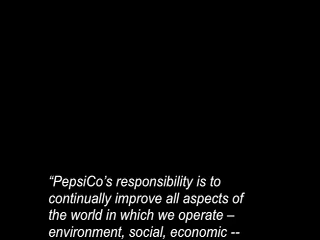 “PepsiCo’s responsibility is to
continually improve all aspects of
the world in which we operate –
environment, social, economic --